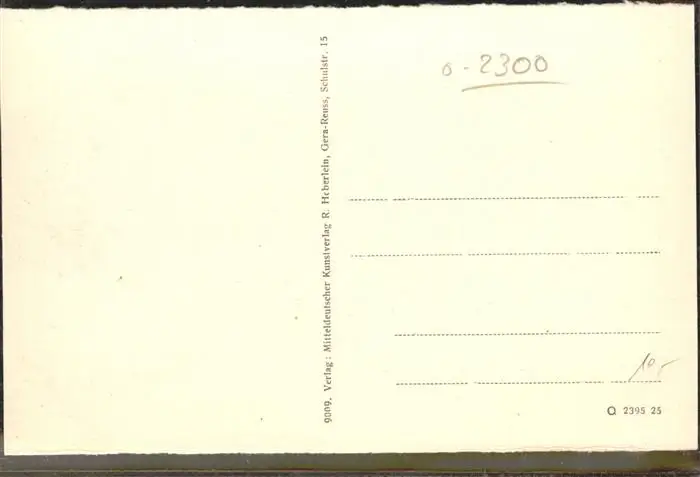 9009. Verlag: Mitteldeutscher Kunstverlag R. Heberlein, Gera-Reuss, Schulstr. 15
o-2300
10,-
Q 2395 25